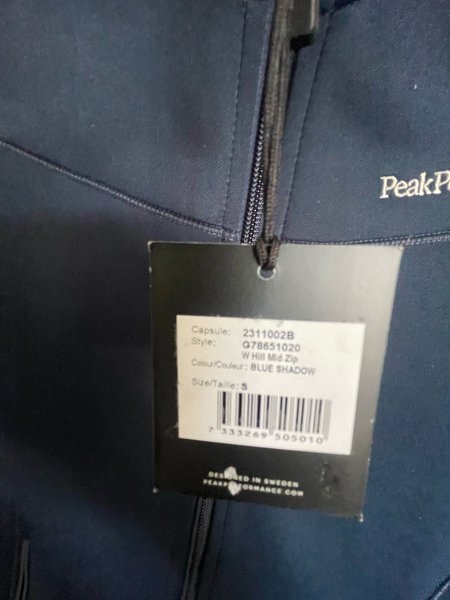 PeakP
Capsule: 2311002B
Style: G78651020
W Hill Mid Zip
Colour/Couleur : BLUE SHADOW
Size/Taille: S
7 333269 505010
DESIGNED IN SWEDEN
PEAKPERFORMANCE.COM